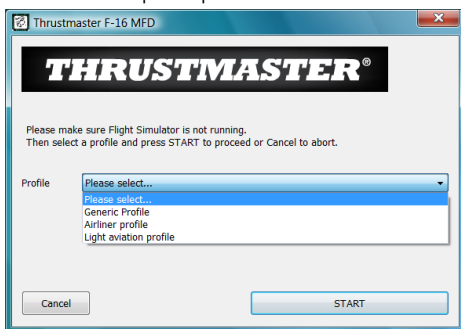 Thrustmaster F-16 MFD
THRUSTMASTER®
Please make sure Flight Simulator is not running.
Then select a profile and press START to proceed or Cancel to abort.
Profile
Please select...
Please select...
Generic Profile
Airliner profile
Light aviation profile
Cancel
START